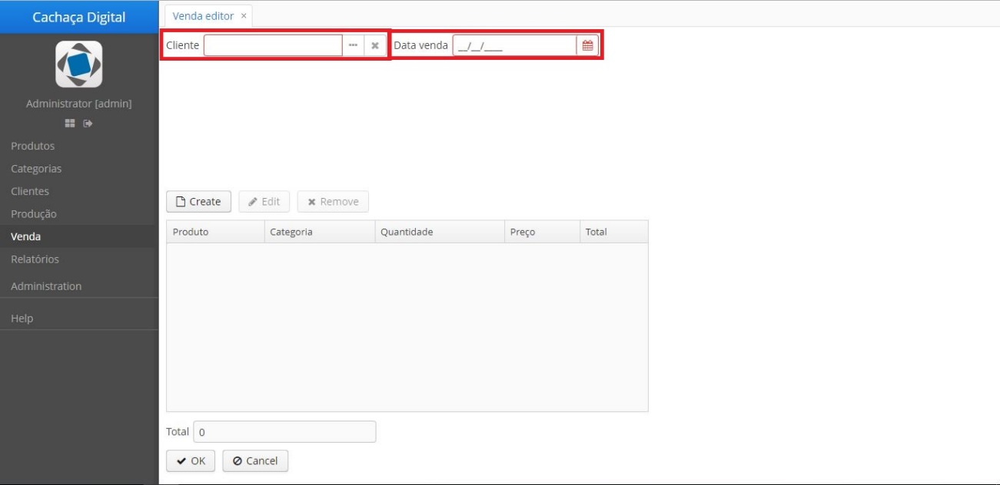 Cachaça Digital
Administrator [admin]
Produtos
Categorias
Clientes
Produção
Venda
Relatórios
Administration
Help
Venda editor ×
Cliente ... × Data venda __/__/____
Create Edit Remove
Produto Categoria Quantidade Preço Total
Total 0
OK Cancel